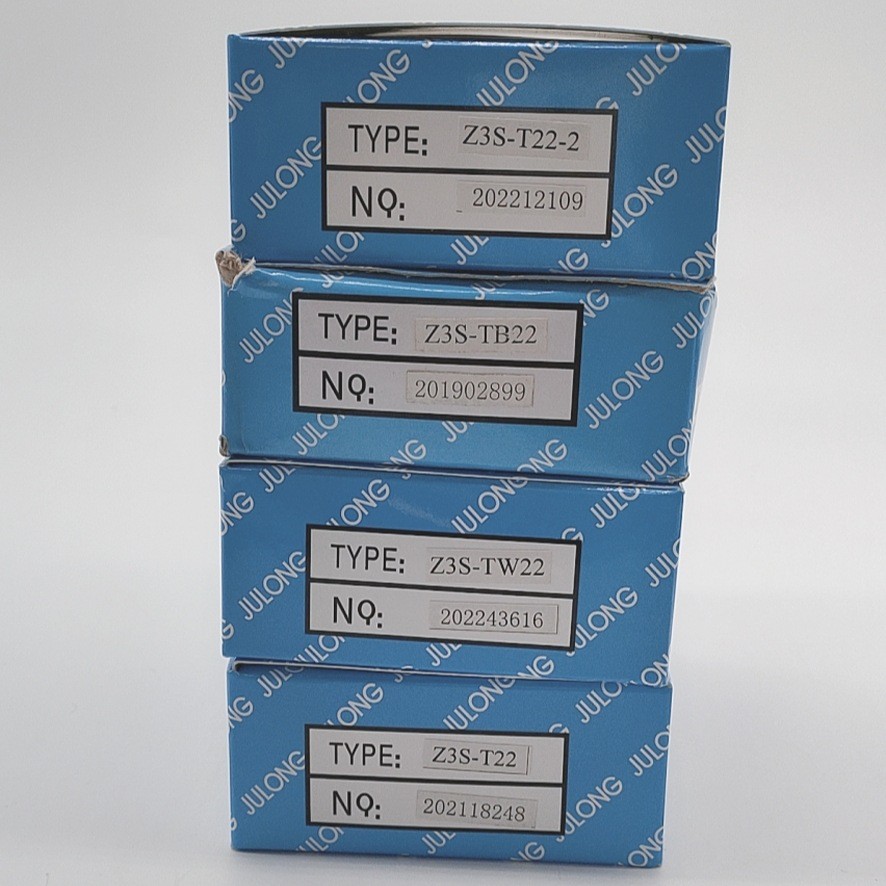 JULONG
TYPE: Z3S-T22-2
NO: 202212109
TYPE: Z3S-TB22
NO: 201902899
TYPE: Z3S-TW22
NO: 202243616
TYPE: Z3S-T22
NO: 202118248